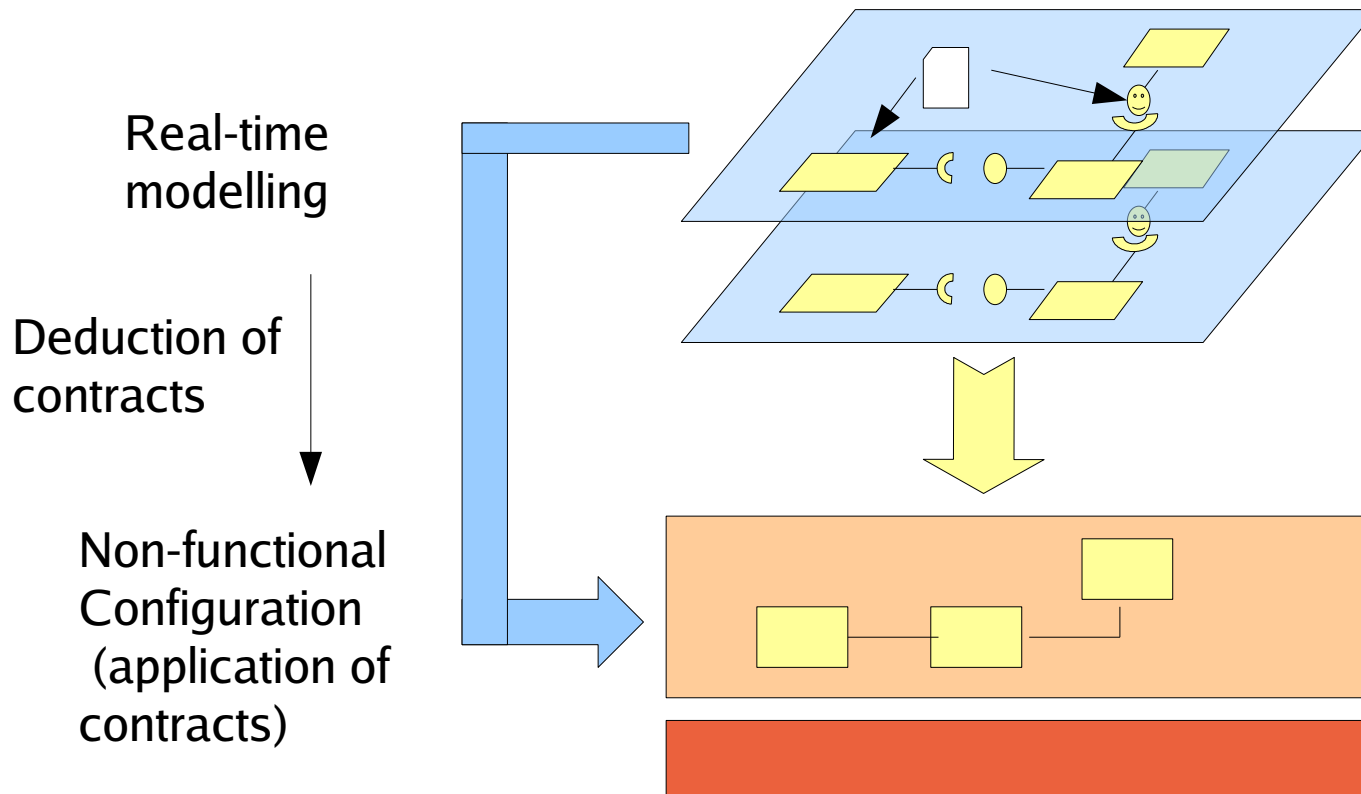 Real-time
modelling
Deduction of
contracts
Non-functional
Configuration
(application of
contracts)